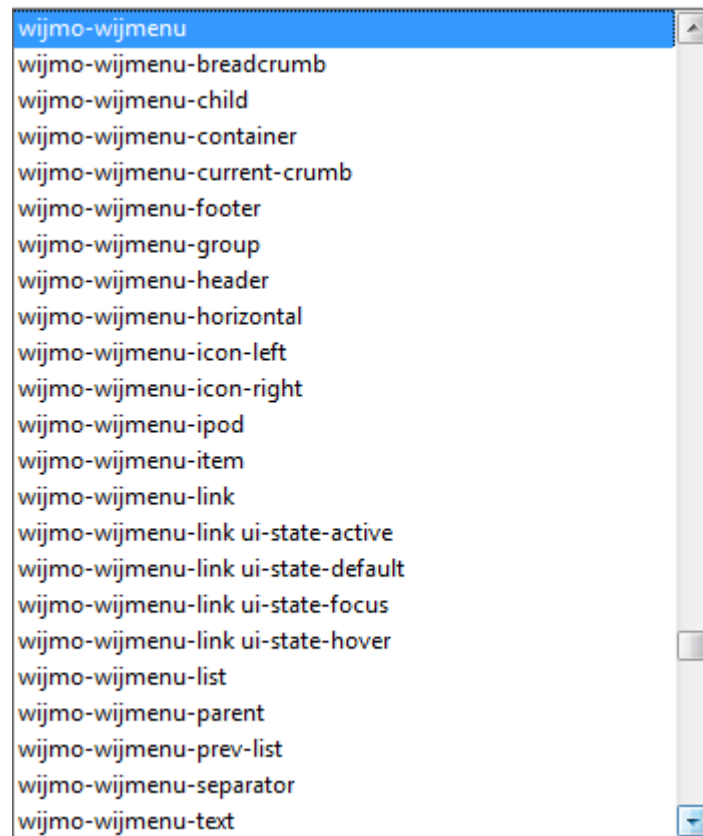 wijmo-wijmenu
wijmo-wijmenu-breadcrumb
wijmo-wijmenu-child
wijmo-wijmenu-container
wijmo-wijmenu-current-crumb
wijmo-wijmenu-footer
wijmo-wijmenu-group
wijmo-wijmenu-header
wijmo-wijmenu-horizontal
wijmo-wijmenu-icon-left
wijmo-wijmenu-icon-right
wijmo-wijmenu-ipod
wijmo-wijmenu-item
wijmo-wijmenu-link
wijmo-wijmenu-link ui-state-active
wijmo-wijmenu-link ui-state-default
wijmo-wijmenu-link ui-state-focus
wijmo-wijmenu-link ui-state-hover
wijmo-wijmenu-list
wijmo-wijmenu-parent
wijmo-wijmenu-prev-list
wijmo-wijmenu-separator
wijmo-wijmenu-text